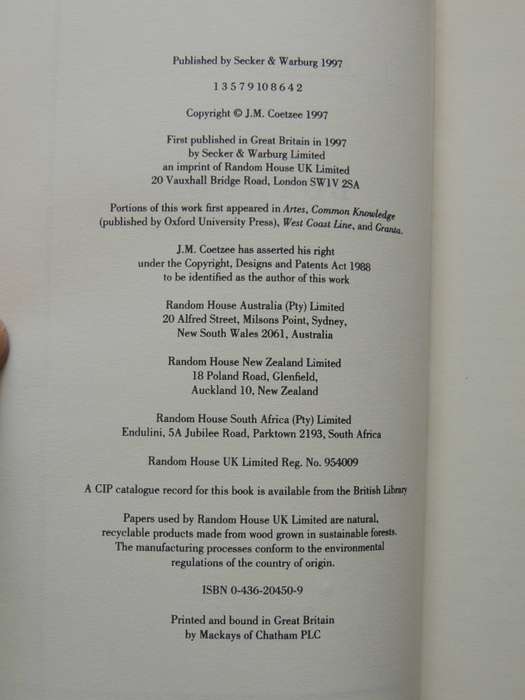 Published by Secker & Warburg 1997
1 3 5 7 9 10 8 6 4 2
Copyright © J.M. Coetzee 1997
First published in Great Britain in 1997
by Secker & Warburg Limited
an imprint of Random House UK Limited
20 Vauxhall Bridge Road, London SW1V 2SA
Portions of this work first appeared in Artes, Common Knowledge
(published by Oxford University Press), West Coast Line, and Granta.
J.M. Coetzee has asserted his right
under the Copyright, Designs and Patents Act 1988
to be identified as the author of this work
Random House Australia (Pty) Limited
20 Alfred Street, Milsons Point, Sydney,
New South Wales 2061, Australia
Random House New Zealand Limited
18 Poland Road, Glenfield,
Auckland 10, New Zealand
Random House South Africa (Pty) Limited
Endulini, 5A Jubilee Road, Parktown 2193, South Africa
Random House UK Limited Reg. No. 954009
A CIP catalogue record for this book is available from the British Library
Papers used by Random House UK Limited are natural,
recyclable products made from wood grown in sustainable forests.
The manufacturing processes conform to the environmental
regulations of the country of origin.
ISBN 0-436-20450-9
Printed and bound in Great Britain
by Mackays of Chatham PLC